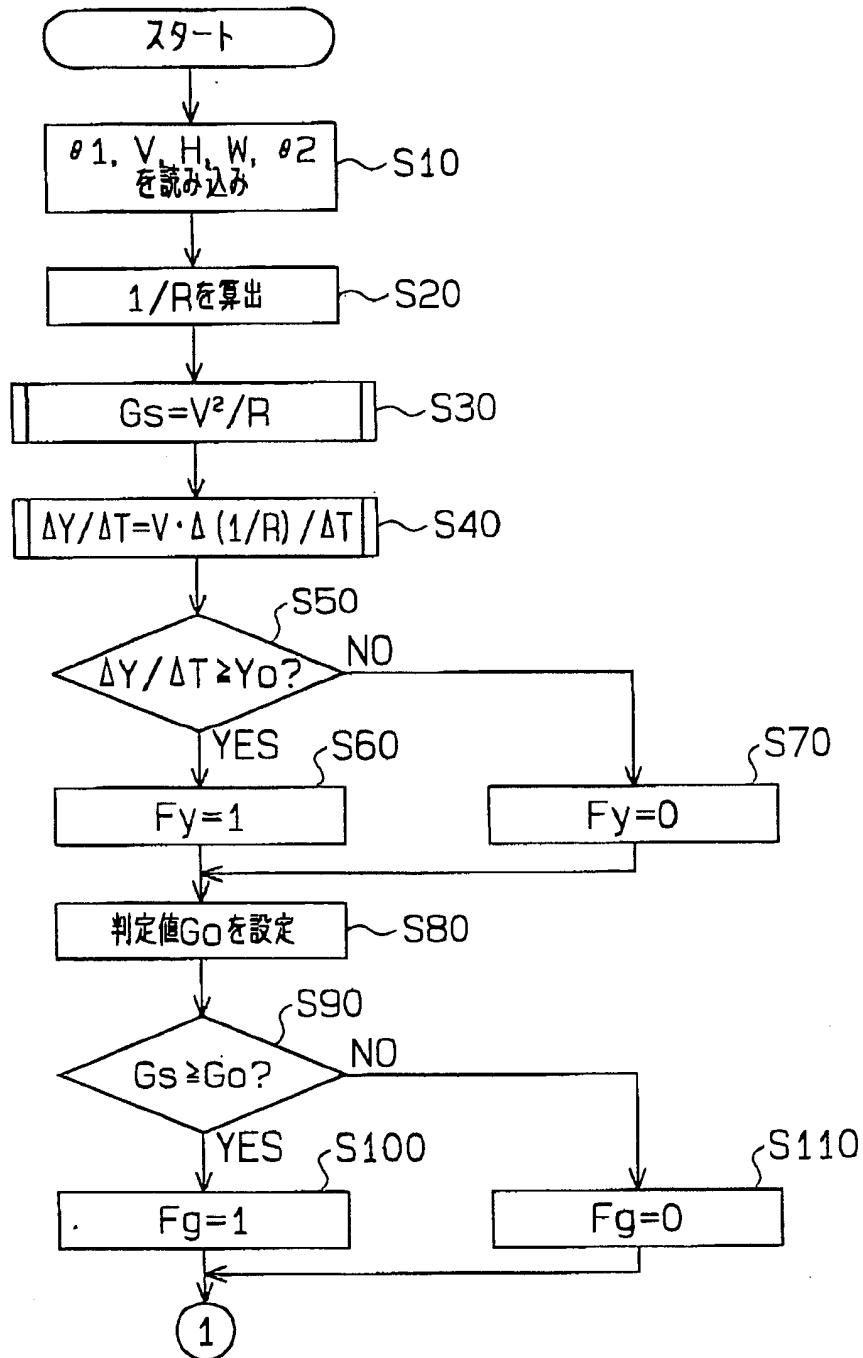 スタート
θ1, V, H, W, θ2
を読み込み
S10
1/Rを算出
S20
Gs=V²/R
S30
ΔY/ΔT=V・Δ(1/R)/ΔT
S40
S50
ΔY/ΔT≧Yo?
NO
YES
S60
Fy=1
S70
Fy=0
判定値Goを設定
S80
S90
Gs≧Go?
NO
YES
S100
Fg=1
S110
Fg=0
1